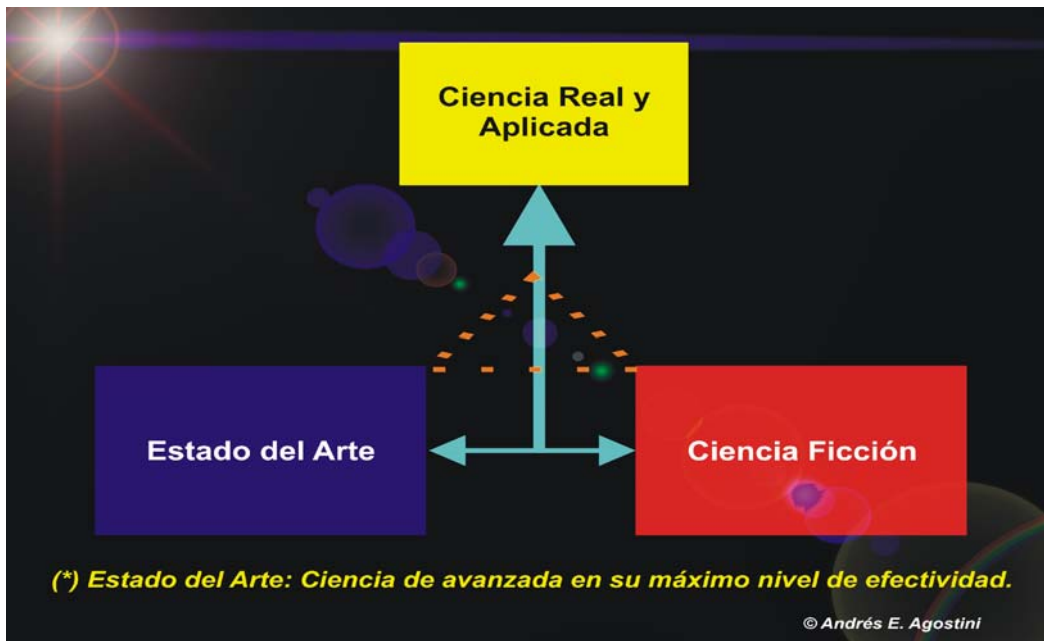 Ciencia Real y
Aplicada
Estado del Arte
Ciencia Ficción
(*) Estado del Arte: Ciencia de avanzada en su máximo nivel de efectividad.
© Andrés E. Agostini